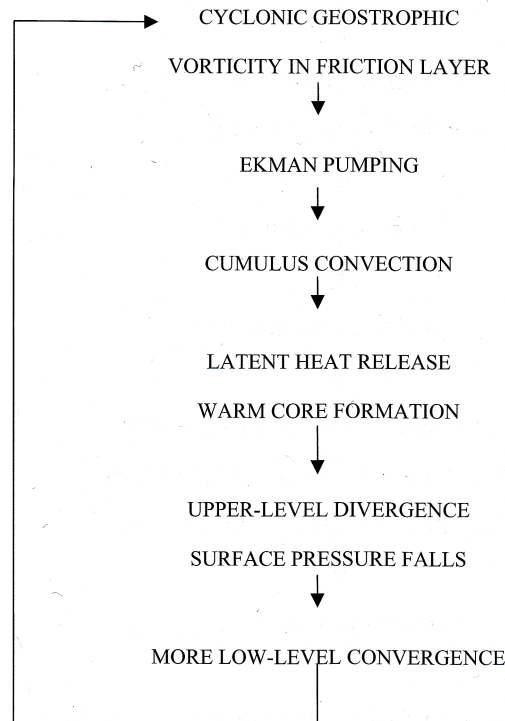 CYCLONIC GEOSTROPHIC
VORTICITY IN FRICTION LAYER
EKMAN PUMPING
CUMULUS CONVECTION
LATENT HEAT RELEASE
WARM CORE FORMATION
UPPER-LEVEL DIVERGENCE
SURFACE PRESSURE FALLS
MORE LOW-LEVEL CONVERGENCE